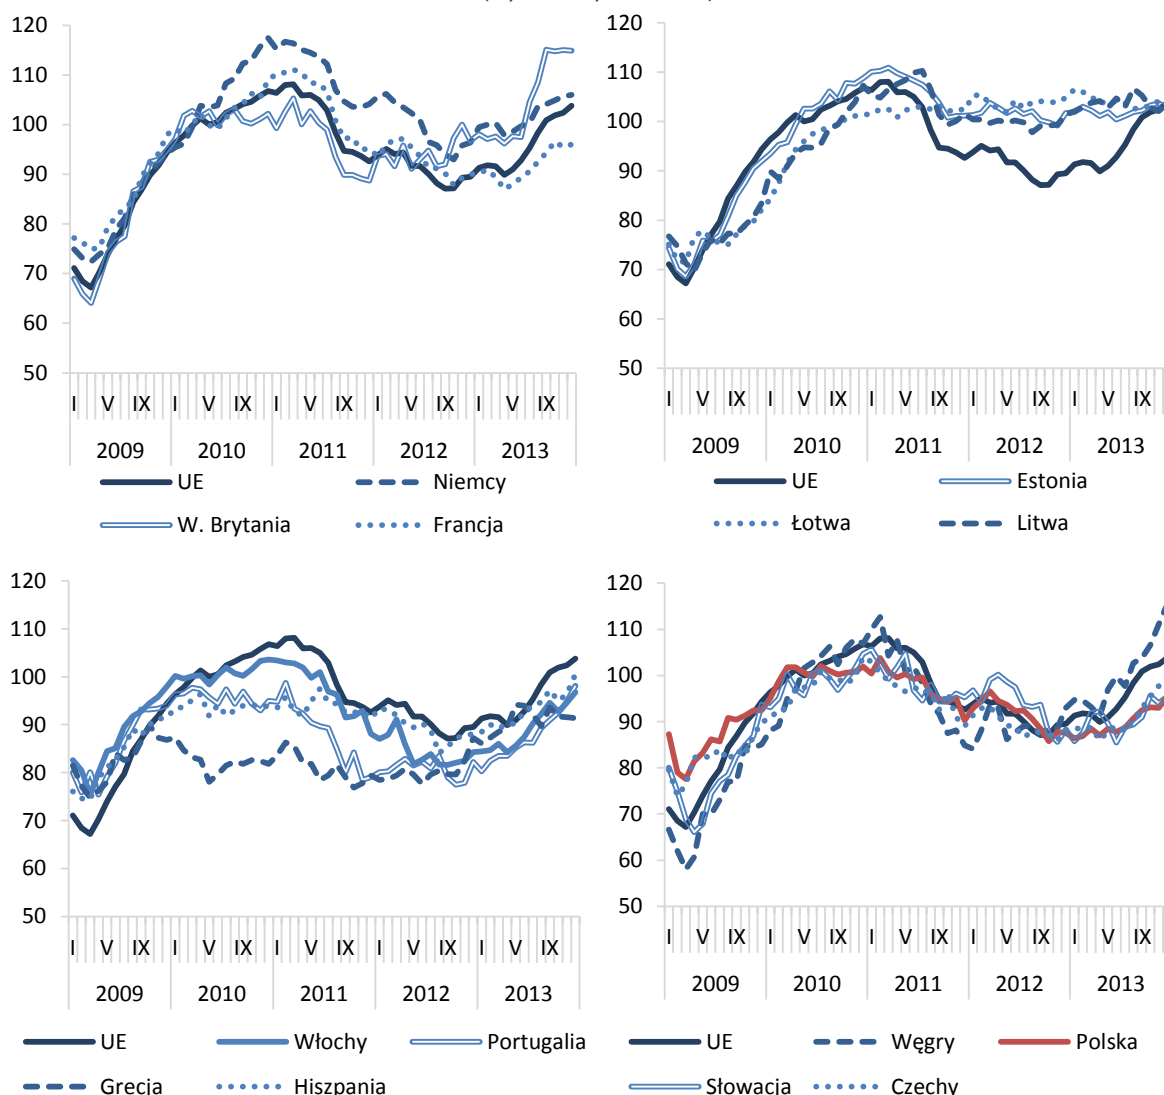 120
110
100
90
80
70
60
50
I V IX I V IX I V IX I V IX I V IX
2009 2010 2011 2012 2013
UE Niemcy
W. Brytania Francja
120
110
100
90
80
70
60
50
I V IX I V IX I V IX I V IX I V IX
2009 2010 2011 2012 2013
UE Estonia
Łotwa Litwa
120
110
100
90
80
70
60
50
I V IX I V IX I V IX I V IX I V IX
2009 2010 2011 2012 2013
UE Włochy Portugalia
Grecja Hiszpania
120
110
100
90
80
70
60
50
I V IX I V IX I V IX I V IX I V IX
2009 2010 2011 2012 2013
UE Węgry Polska
Słowacja Czechy